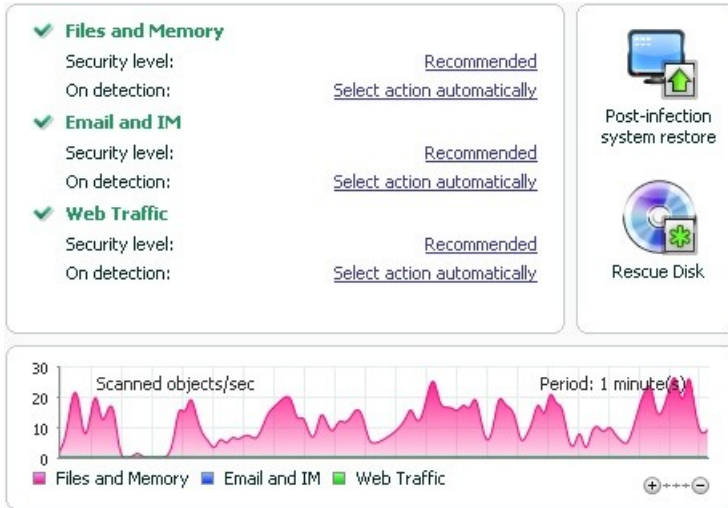 Files and Memory
Security level: Recommended
On detection: Select action automatically
Email and IM
Security level: Recommended
On detection: Select action automatically
Web Traffic
Security level: Recommended
On detection: Select action automatically
Post-infection
system restore
Rescue Disk
30
20
10
0
Scanned objects/sec
Period: 1 minute(s)
Files and Memory
Email and IM
Web Traffic